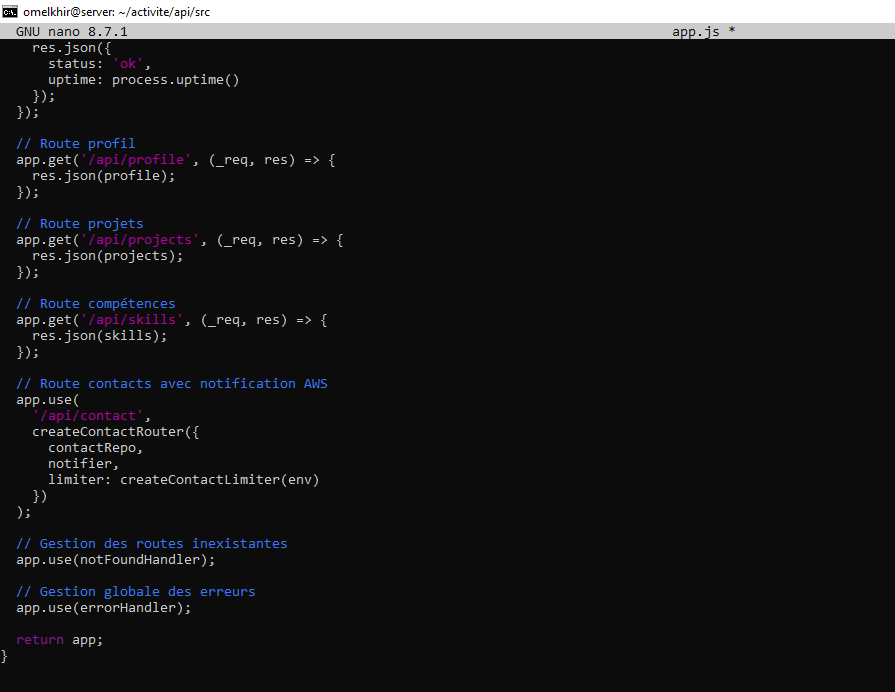 omelkhir@server: ~/activite/api/src
GNU nano 8.7.1 app.js *
    res.json({
      status: 'ok',
      uptime: process.uptime()
    });
  });

  // Route profil
  app.get('/api/profile', (_req, res) => {
    res.json(profile);
  });

  // Route projets
  app.get('/api/projects', (_req, res) => {
    res.json(projects);
  });

  // Route compétences
  app.get('/api/skills', (_req, res) => {
    res.json(skills);
  });

  // Route contacts avec notification AWS
  app.use(
    '/api/contact',
    createContactRouter({
      contactRepo,
      notifier,
      limiter: createContactLimiter(env)
    })
  );

  // Gestion des routes inexistantes
  app.use(notFoundHandler);

  // Gestion globale des erreurs
  app.use(errorHandler);

  return app;
}